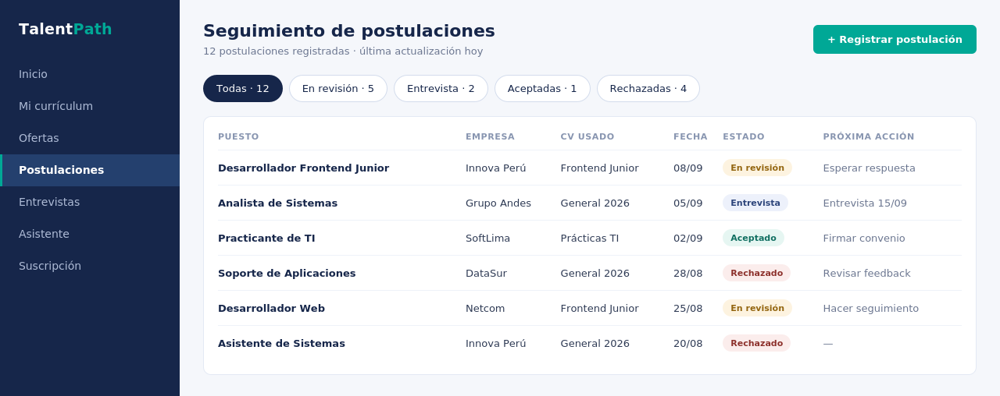 TalentPath
Inicio
Mi currículum
Ofertas
Postulaciones
Entrevistas
Asistente
Suscripción
Seguimiento de postulaciones
12 postulaciones registradas · última actualización hoy
+ Registrar postulación
Todas · 12 En revisión · 5 Entrevista · 2 Aceptadas · 1 Rechazadas · 4
PUESTO EMPRESA CV USADO FECHA ESTADO PRÓXIMA ACCIÓN
Desarrollador Frontend Junior Innova Perú Frontend Junior 08/09 En revisión Esperar respuesta
Analista de Sistemas Grupo Andes General 2026 05/09 Entrevista Entrevista 15/09
Practicante de TI SoftLima Prácticas TI 02/09 Aceptado Firmar convenio
Soporte de Aplicaciones DataSur General 2026 28/08 Rechazado Revisar feedback
Desarrollador Web Netcom Frontend Junior 25/08 En revisión Hacer seguimiento
Asistente de Sistemas Innova Perú General 2026 20/08 Rechazado —